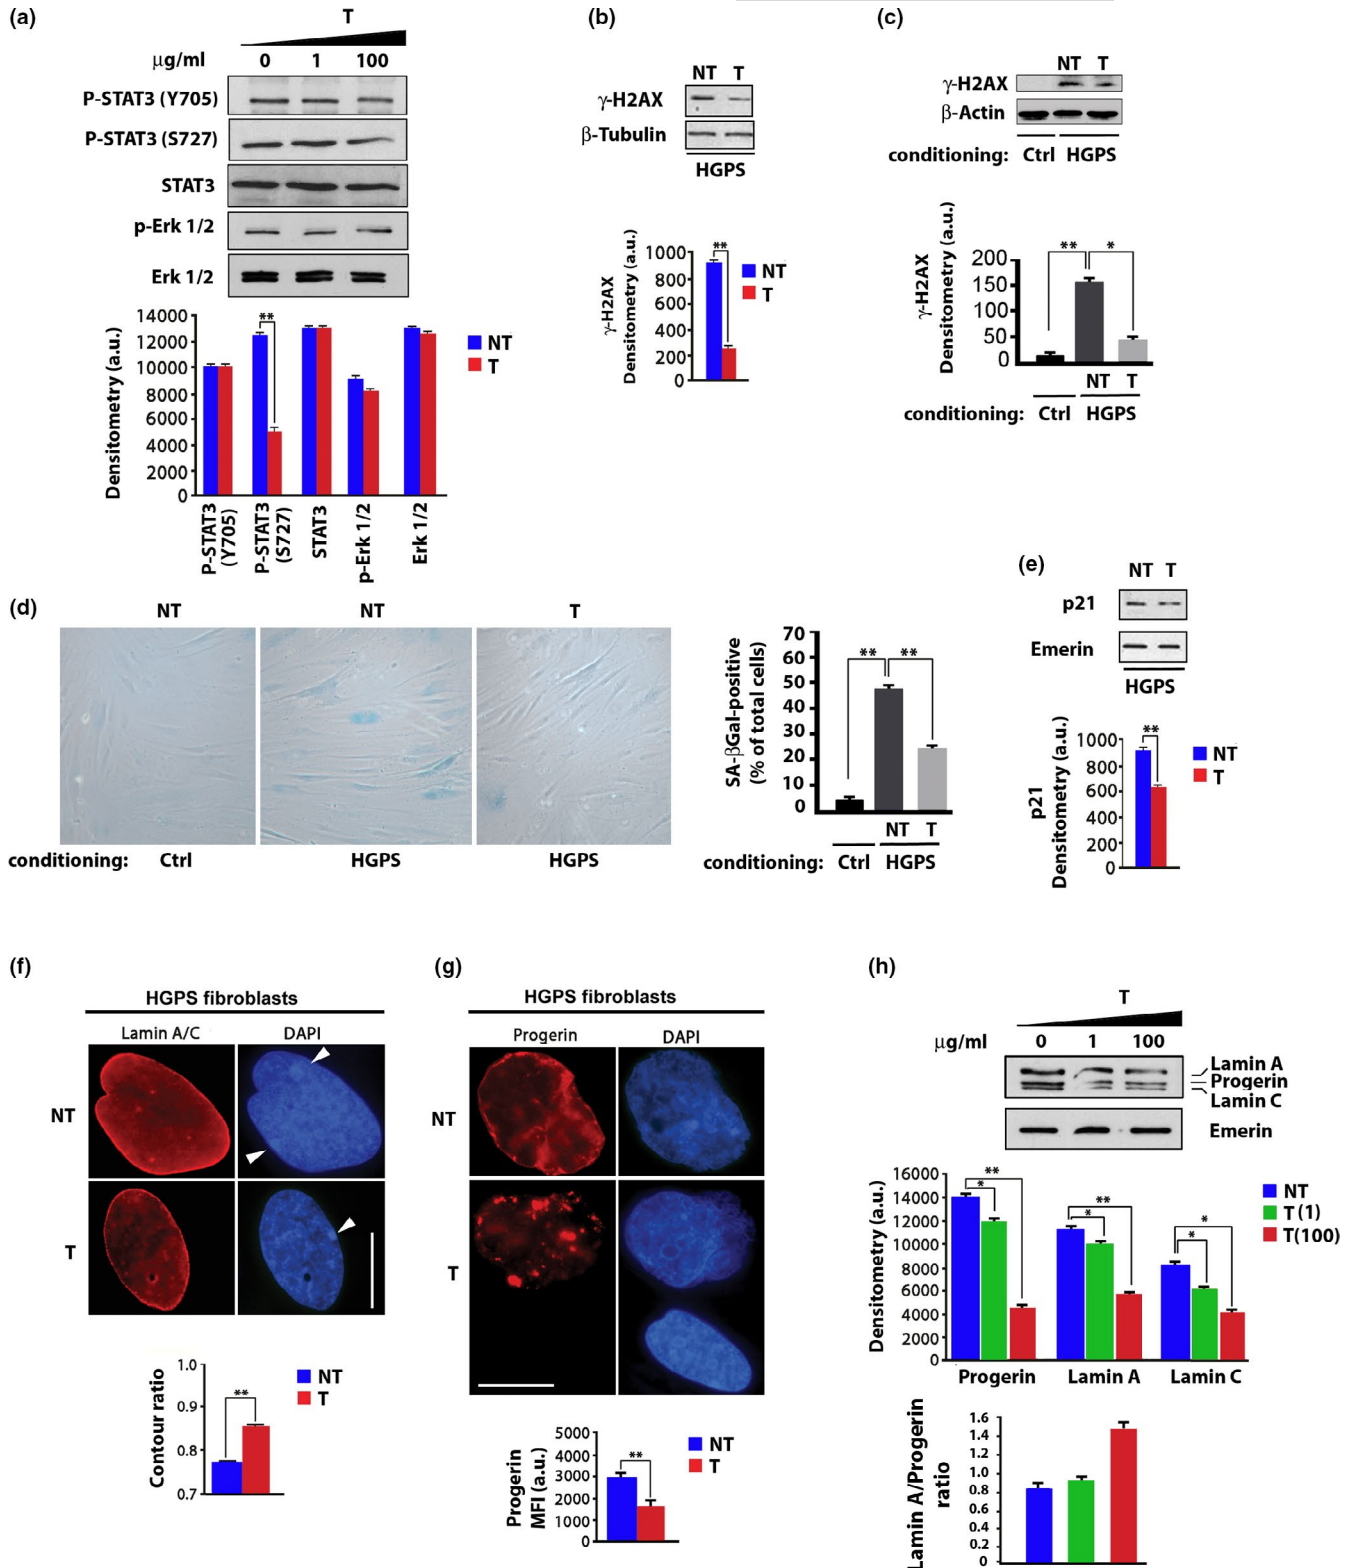 (a)
T
µg/ml 0 1 100
P-STAT3 (Y705)
P-STAT3 (S727)
STAT3
p-Erk 1/2
Erk 1/2
Densitometry (a.u.)
14000
10000
8000
6000
4000
2000
0
**
NT
T
P-STAT3 (Y705)
P-STAT3 (S727)
STAT3
p-Erk 1/2
Erk 1/2
(b)
NT T
γ-H2AX
β-Tubulin
HGPS
γ-H2AX
Densitometry (a.u.)
1000
800
600
400
200
0
**
NT
T
(c)
NT T
γ-H2AX
β-Actin
conditioning: Ctrl HGPS
γ-H2AX
Densitometry (a.u.)
200
150
50
0
** *
NT T
conditioning: Ctrl HGPS
(d)
NT NT T
conditioning: Ctrl HGPS HGPS
SA-βGal-positive
(% of total cells)
70
60
50
40
30
20
10
0
** **
NT T
conditioning: Ctrl HGPS
(e)
NT T
p21
Emerin
HGPS
p21
Densitometry (a.u.)
1000
800
600
400
200
0
**
NT
T
(f)
HGPS fibroblasts
Lamin A/C DAPI
NT
T
Contour ratio
1.0
0.9
0.8
0.7
**
NT
T
(g)
HGPS fibroblasts
Progerin DAPI
NT
T
Progerin
MFI (a.u.)
5000
4000
3000
2000
1000
0
**
NT
T
(h)
T
µg/ml 0 1 100
Lamin A
Progerin
Lamin C
Emerin
Densitometry (a.u.)
16000
14000
12000
10000
8000
6000
4000
2000
0
** * ** * * *
NT
T(1)
T(100)
Progerin Lamin A Lamin C
Lamin A/Progerin
ratio
1.6
1.4
1.2
1.0
0.8
0.6
0.4
0.2
0